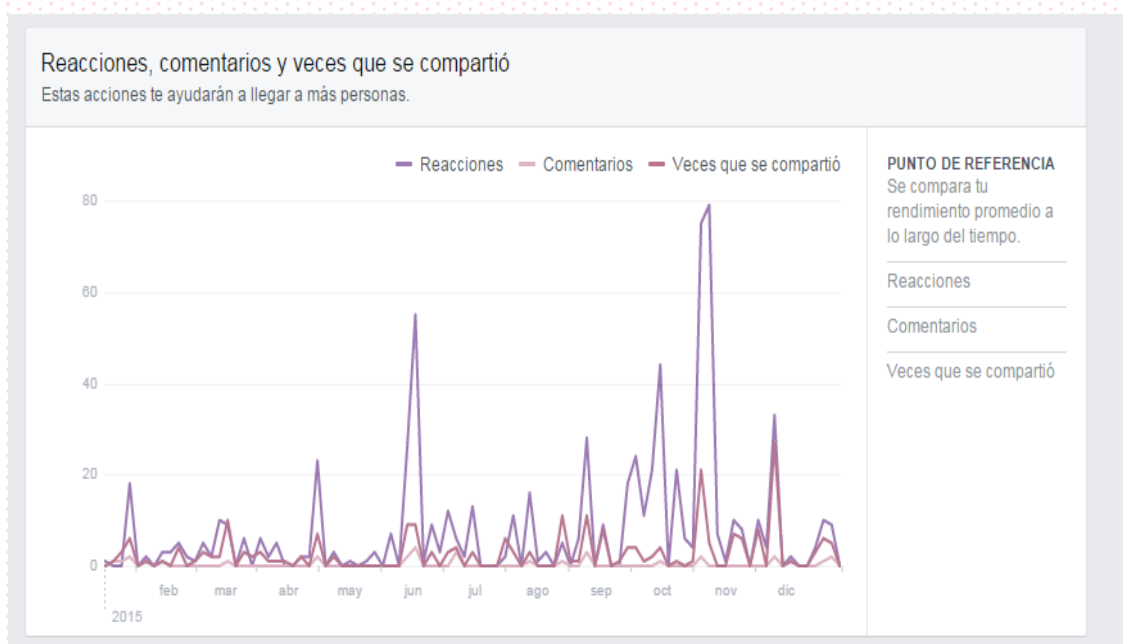 Reacciones, comentarios y veces que se compartió
Estas acciones te ayudarán a llegar a más personas.
Reacciones Comentarios Veces que se compartió
80
60
40
20
0
feb mar abr may jun jul ago sep oct nov dic
2015
PUNTO DE REFERENCIA
Se compara tu
rendimiento promedio a
lo largo del tiempo.
Reacciones
Comentarios
Veces que se compartió